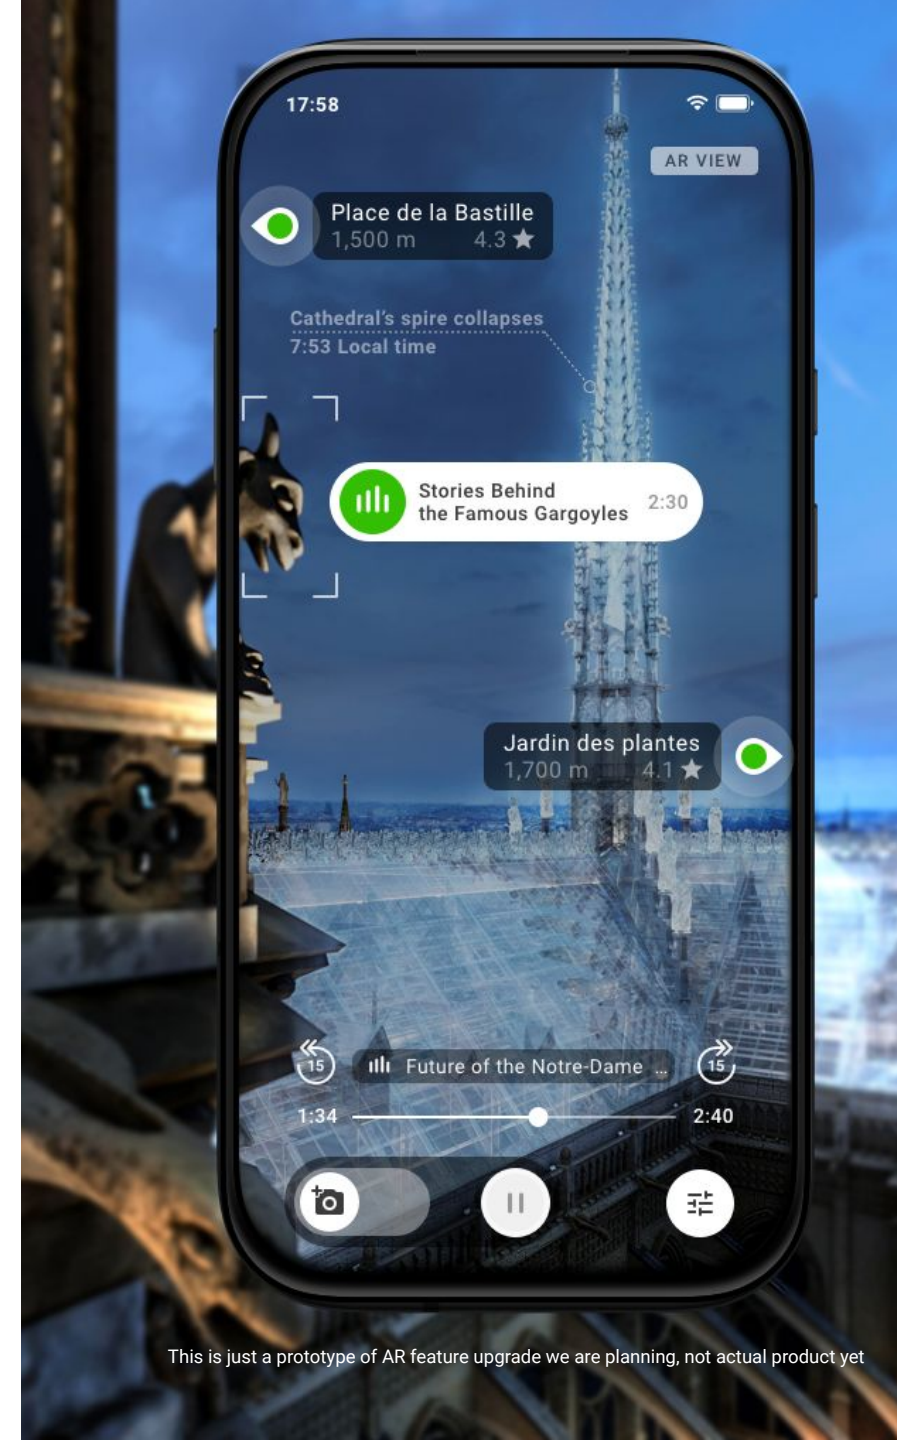 17:58
AR VIEW
Place de la Bastille
1,500 m 4.3
Cathedral's spire collapses
7:53 Local time
Stories Behind
the Famous Gargoyles
2:30
Jardin des plantes
1,700 m 4.1
15 Future of the Notre-Dame ... 15
1:34 2:40
This is just a prototype of AR feature upgrade we are planning, not actual product yet